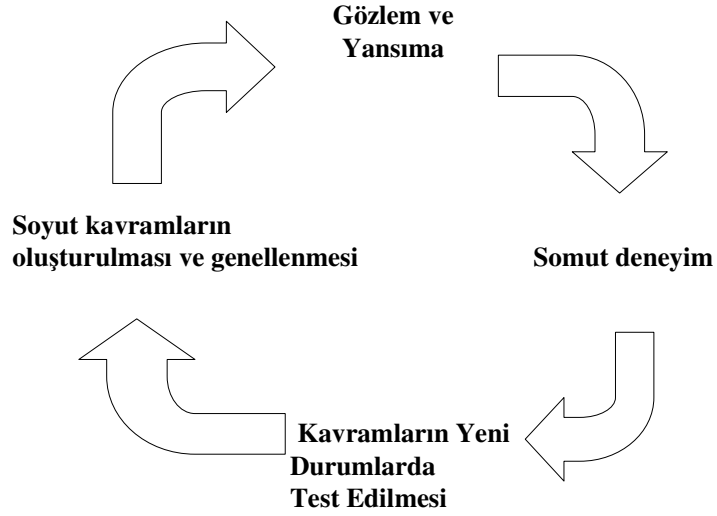 Gözlem ve
Yansıma
Soyut kavramların
oluşturulması ve genellenmesi
Somut deneyim
Kavramların Yeni
Durumlarda
Test Edilmesi